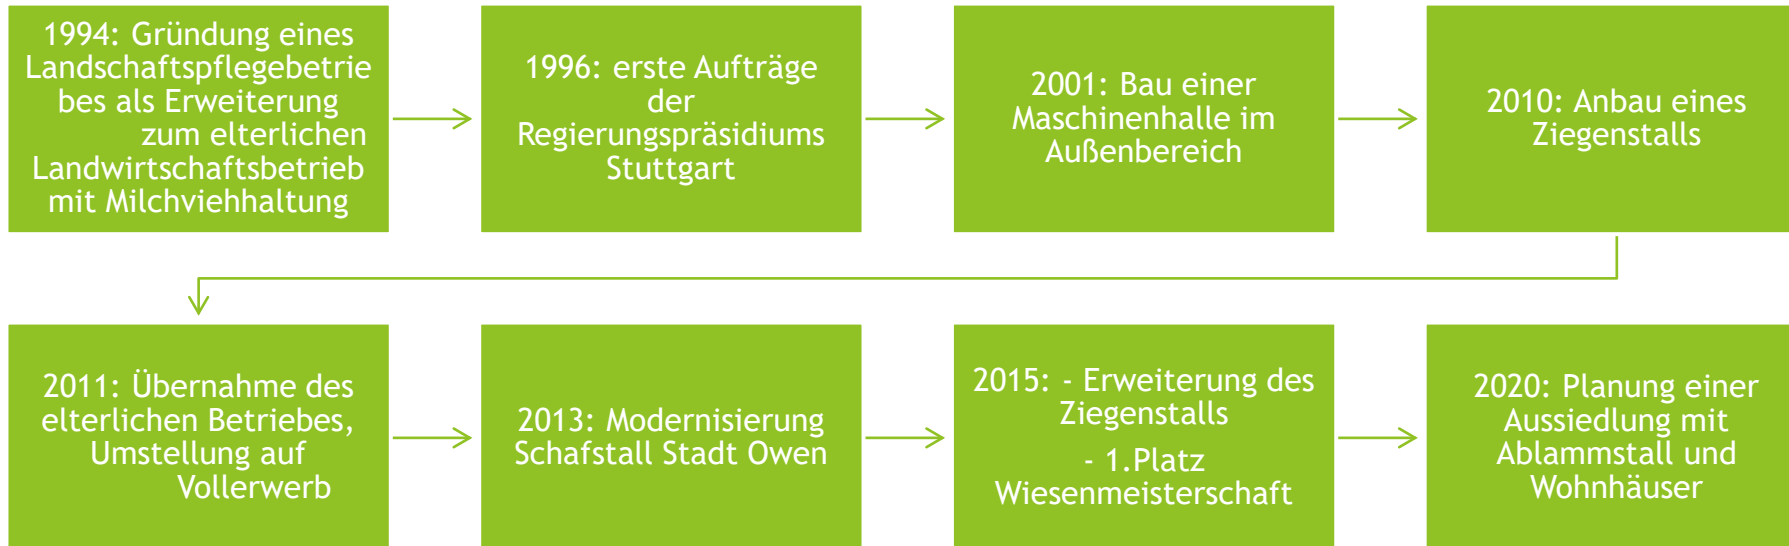 1994: Gründung eines
Landschaftspflegebetrie
bes als Erweiterung
zum elterlichen
Landwirtschaftsbetrieb
mit Milchviehhaltung
1996: erste Aufträge
der
Regierungspräsidiums
Stuttgart
2001: Bau einer
Maschinenhalle im
Außenbereich
2010: Anbau eines
Ziegenstalls
2011: Übernahme des
elterlichen Betriebes,
Umstellung auf
Vollerwerb
2013: Modernisierung
Schafstall Stadt Owen
2015: - Erweiterung des
Ziegenstalls
- 1.Platz
Wiesenmeisterschaft
2020: Planung einer
Aussiedlung mit
Ablammstall und
Wohnhäuser